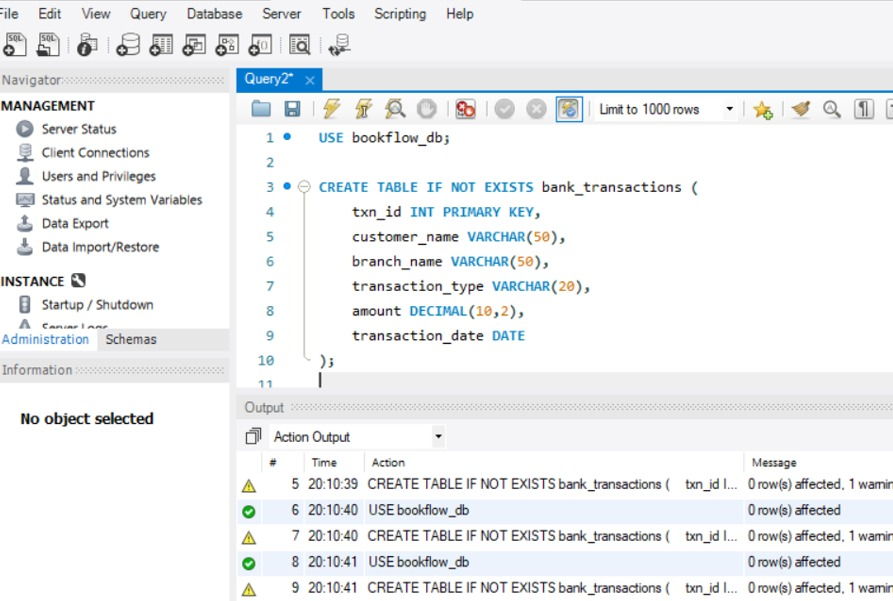 File Edit View Query Database Server Tools Scripting Help
SQL SQL
Navigator
Query2*
MANAGEMENT
Server Status
Client Connections
Users and Privileges
Status and System Variables
Data Export
Data Import/Restore
INSTANCE
Startup / Shutdown
Server Logs
Administration Schemas
Information
No object selected
Limit to 1000 rows
1 USE bookflow_db;
2
3 CREATE TABLE IF NOT EXISTS bank_transactions (
4 txn_id INT PRIMARY KEY,
5 customer_name VARCHAR(50),
6 branch_name VARCHAR(50),
7 transaction_type VARCHAR(20),
8 amount DECIMAL(10,2),
9 transaction_date DATE
10 );
11
Output
Action Output
# Time Action Message
5 20:10:39 CREATE TABLE IF NOT EXISTS bank_transactions ( txn_id I... 0 row(s) affected, 1 warnin
6 20:10:40 USE bookflow_db 0 row(s) affected
7 20:10:40 CREATE TABLE IF NOT EXISTS bank_transactions ( txn_id I... 0 row(s) affected, 1 warnin
8 20:10:41 USE bookflow_db 0 row(s) affected
9 20:10:41 CREATE TABLE IF NOT EXISTS bank_transactions ( txn_id I... 0 row(s) affected, 1 warnin